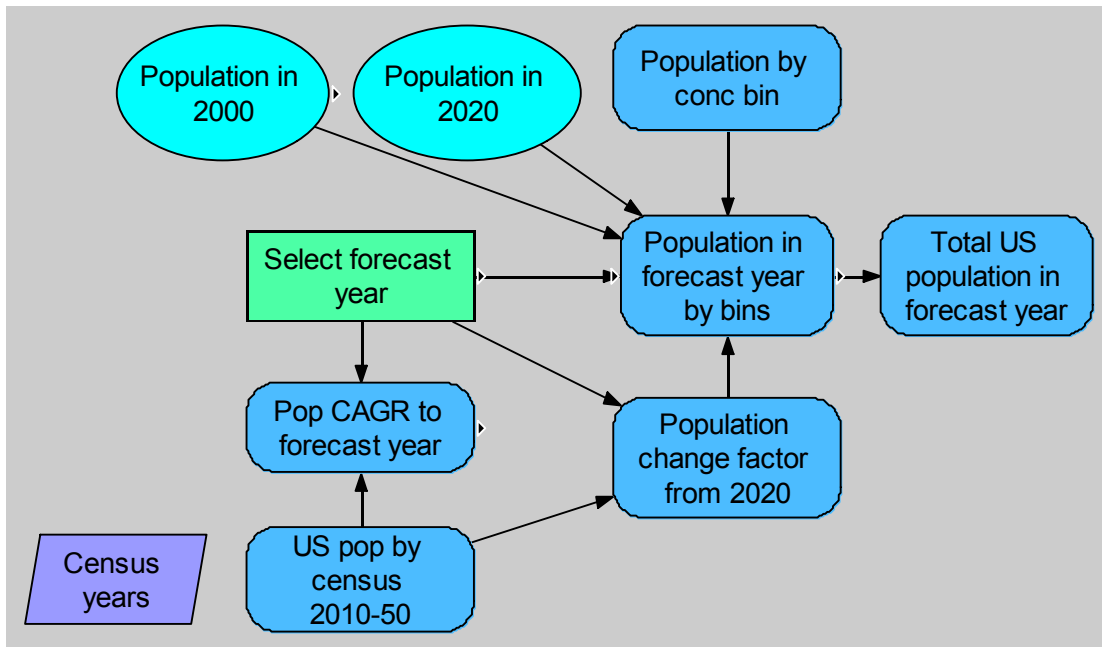 Population in
2000
Population in
2020
Population by
conc bin
Select forecast
year
Population in
forecast year
by bins
Total US
population in
forecast year
Pop CAGR to
forecast year
Population
change factor
from 2020
Census
years
US pop by
census
2010-50